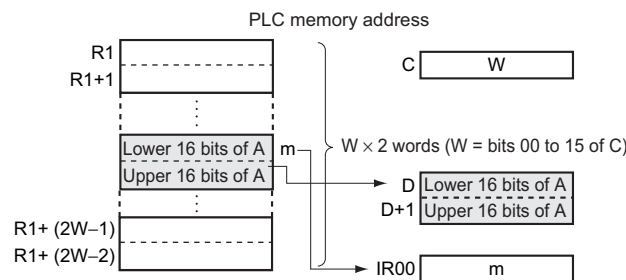 PLC memory address
R1
R1+1
C
W
Lower 16 bits of A
m
Upper 16 bits of A
W × 2 words (W = bits 00 to 15 of C)
D
Lower 16 bits of A
D+1
Upper 16 bits of A
R1+ (2W–1)
R1+ (2W–2)
IR00
m